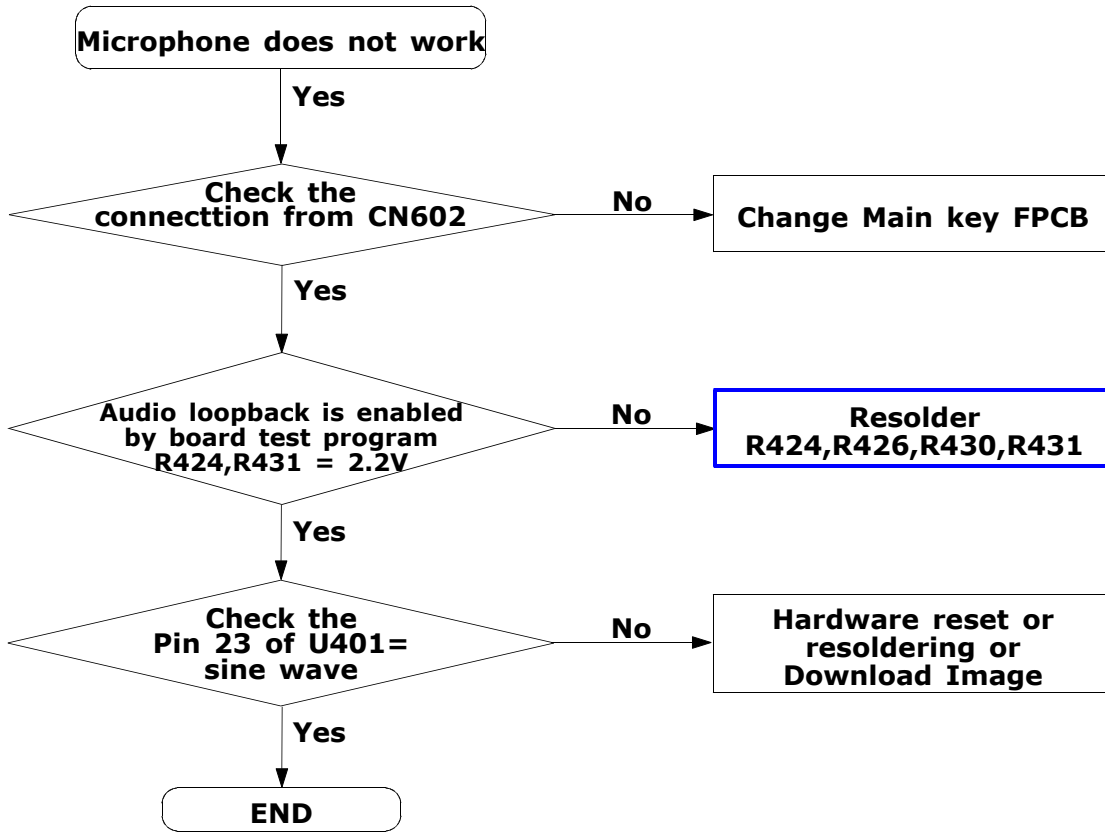 Microphone does not work
Yes
Check the
connecttion from CN602
No
Change Main key FPCB
Yes
Audio loopback is enabled
by board test program
R424,R431 = 2.2V
No
Resolder
R424,R426,R430,R431
Yes
Check the
Pin 23 of U401=
sine wave
No
Hardware reset or
resoldering or
Download Image
Yes
END